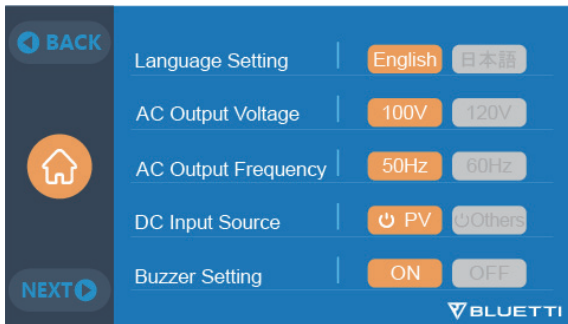 BACK
Language Setting English 日本語
AC Output Voltage 100V 120V
AC Output Frequency 50Hz 60Hz
DC Input Source PV Others
Buzzer Setting ON OFF
NEXT
BLUETTI